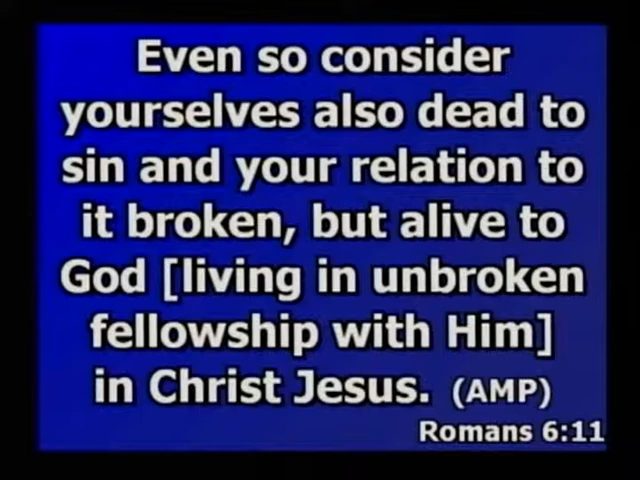 Even so consider
yourselves also dead to
sin and your relation to
it broken, but alive to
God [living in unbroken
fellowship with Him]
in Christ Jesus. (AMP)
Romans 6:11